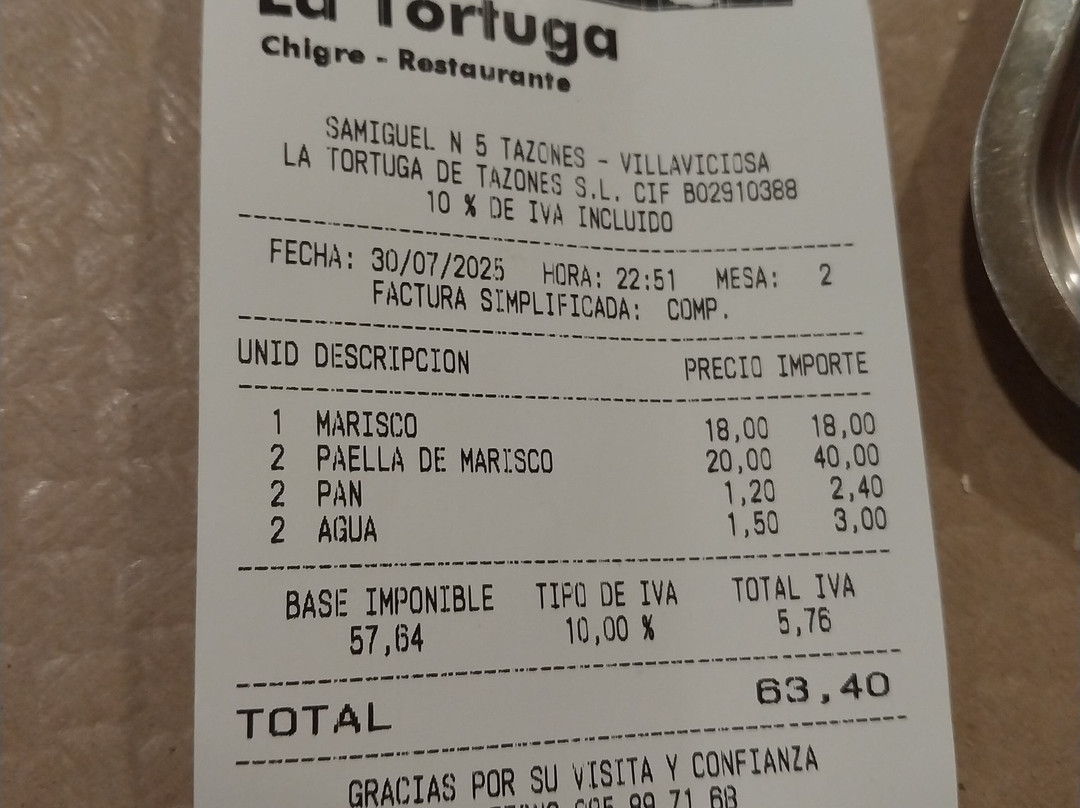 La Tortuga
Chigre - Restaurante
SAMIGUEL N 5 TAZONES - VILLAVICIOSA
LA TORTUGA DE TAZONES S.L. CIF B02910388
10 % DE IVA INCLUIDO
FECHA: 30/07/2025 HORA: 22:51 MESA: 2
FACTURA SIMPLIFICADA: COMP.
UNID DESCRIPCION PRECIO IMPORTE
1 MARISCO 18,00 18,00
2 PAELLA DE MARISCO 20,00 40,00
2 PAN 1,20 2,40
2 AGUA 1,50 3,00
BASE IMPONIBLE TIPO DE IVA TOTAL IVA
57,64 10,00 % 5,76
TOTAL 63,40
GRACIAS POR SU VISITA Y CONFIANZA
99 71 68